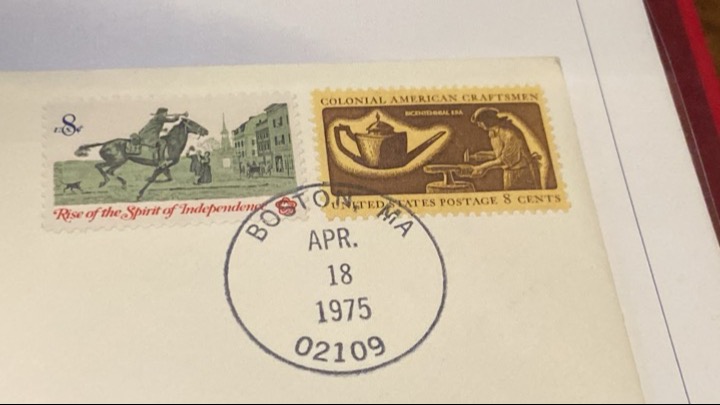 US 8c
Rise of the Spirit of Independence
COLONIAL AMERICAN CRAFTSMEN
BICENTENNIAL ERA
UNITED STATES POSTAGE 8 CENTS
BOSTON, MA
APR.
18
1975
02109